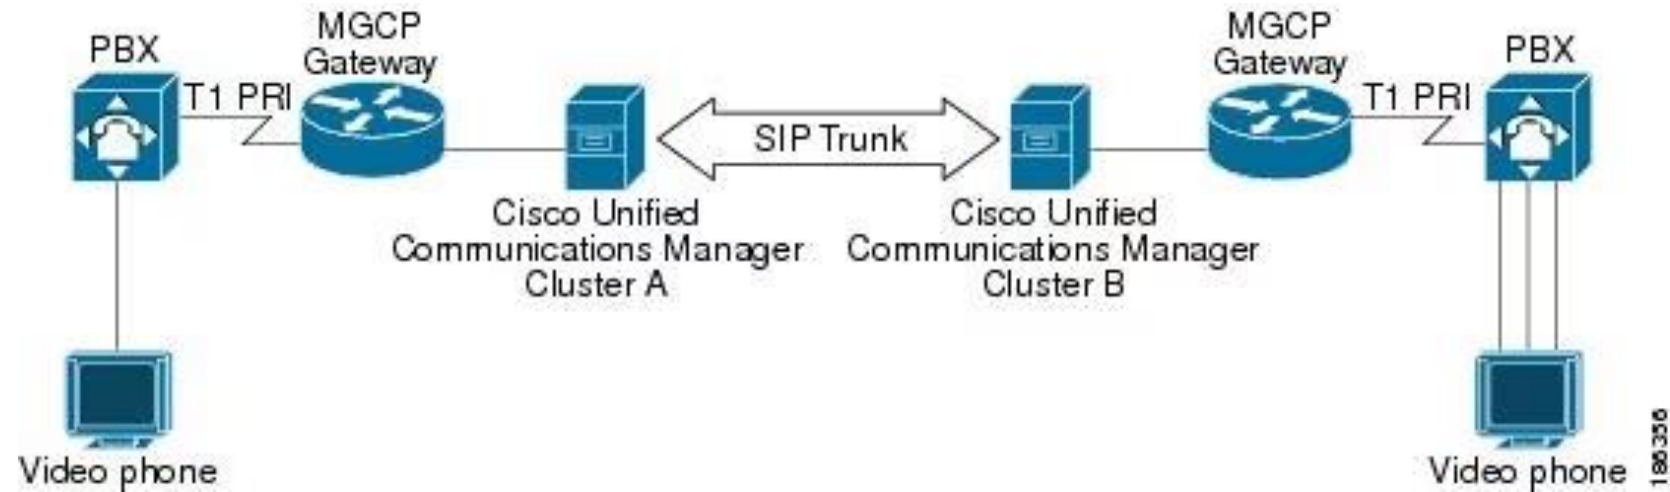 PBX
T1 PRI
MGCP
Gateway
SIP Trunk
Cisco Unified
Communications Manager
Cluster A
Cisco Unified
Communications Manager
Cluster B
MGCP
Gateway
T1 PRI
PBX
Video phone
Video phone
186356